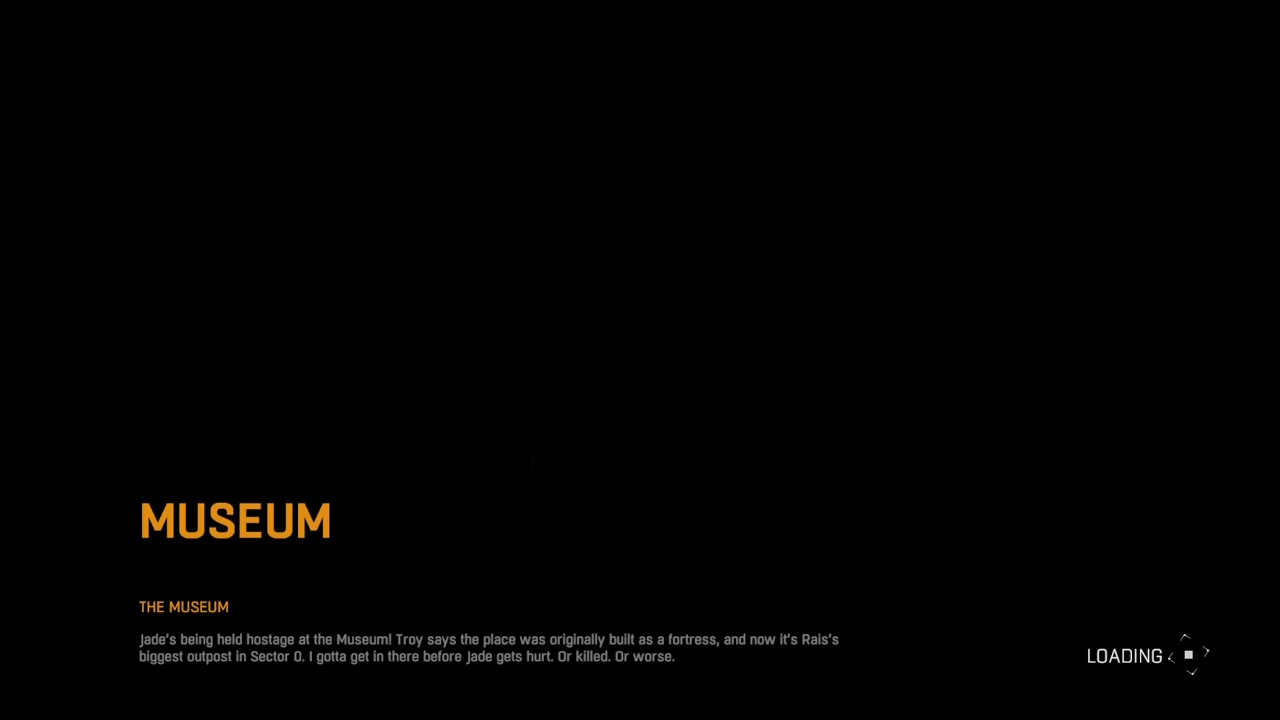 MUSEUM
THE MUSEUM
Jade's being held hostage at the Museum! Troy says the place was originally built as a fortress, and now it's Rais's
biggest outpost in Sector 0. I gotta get in there before Jade gets hurt. Or killed. Or worse.
LOADING